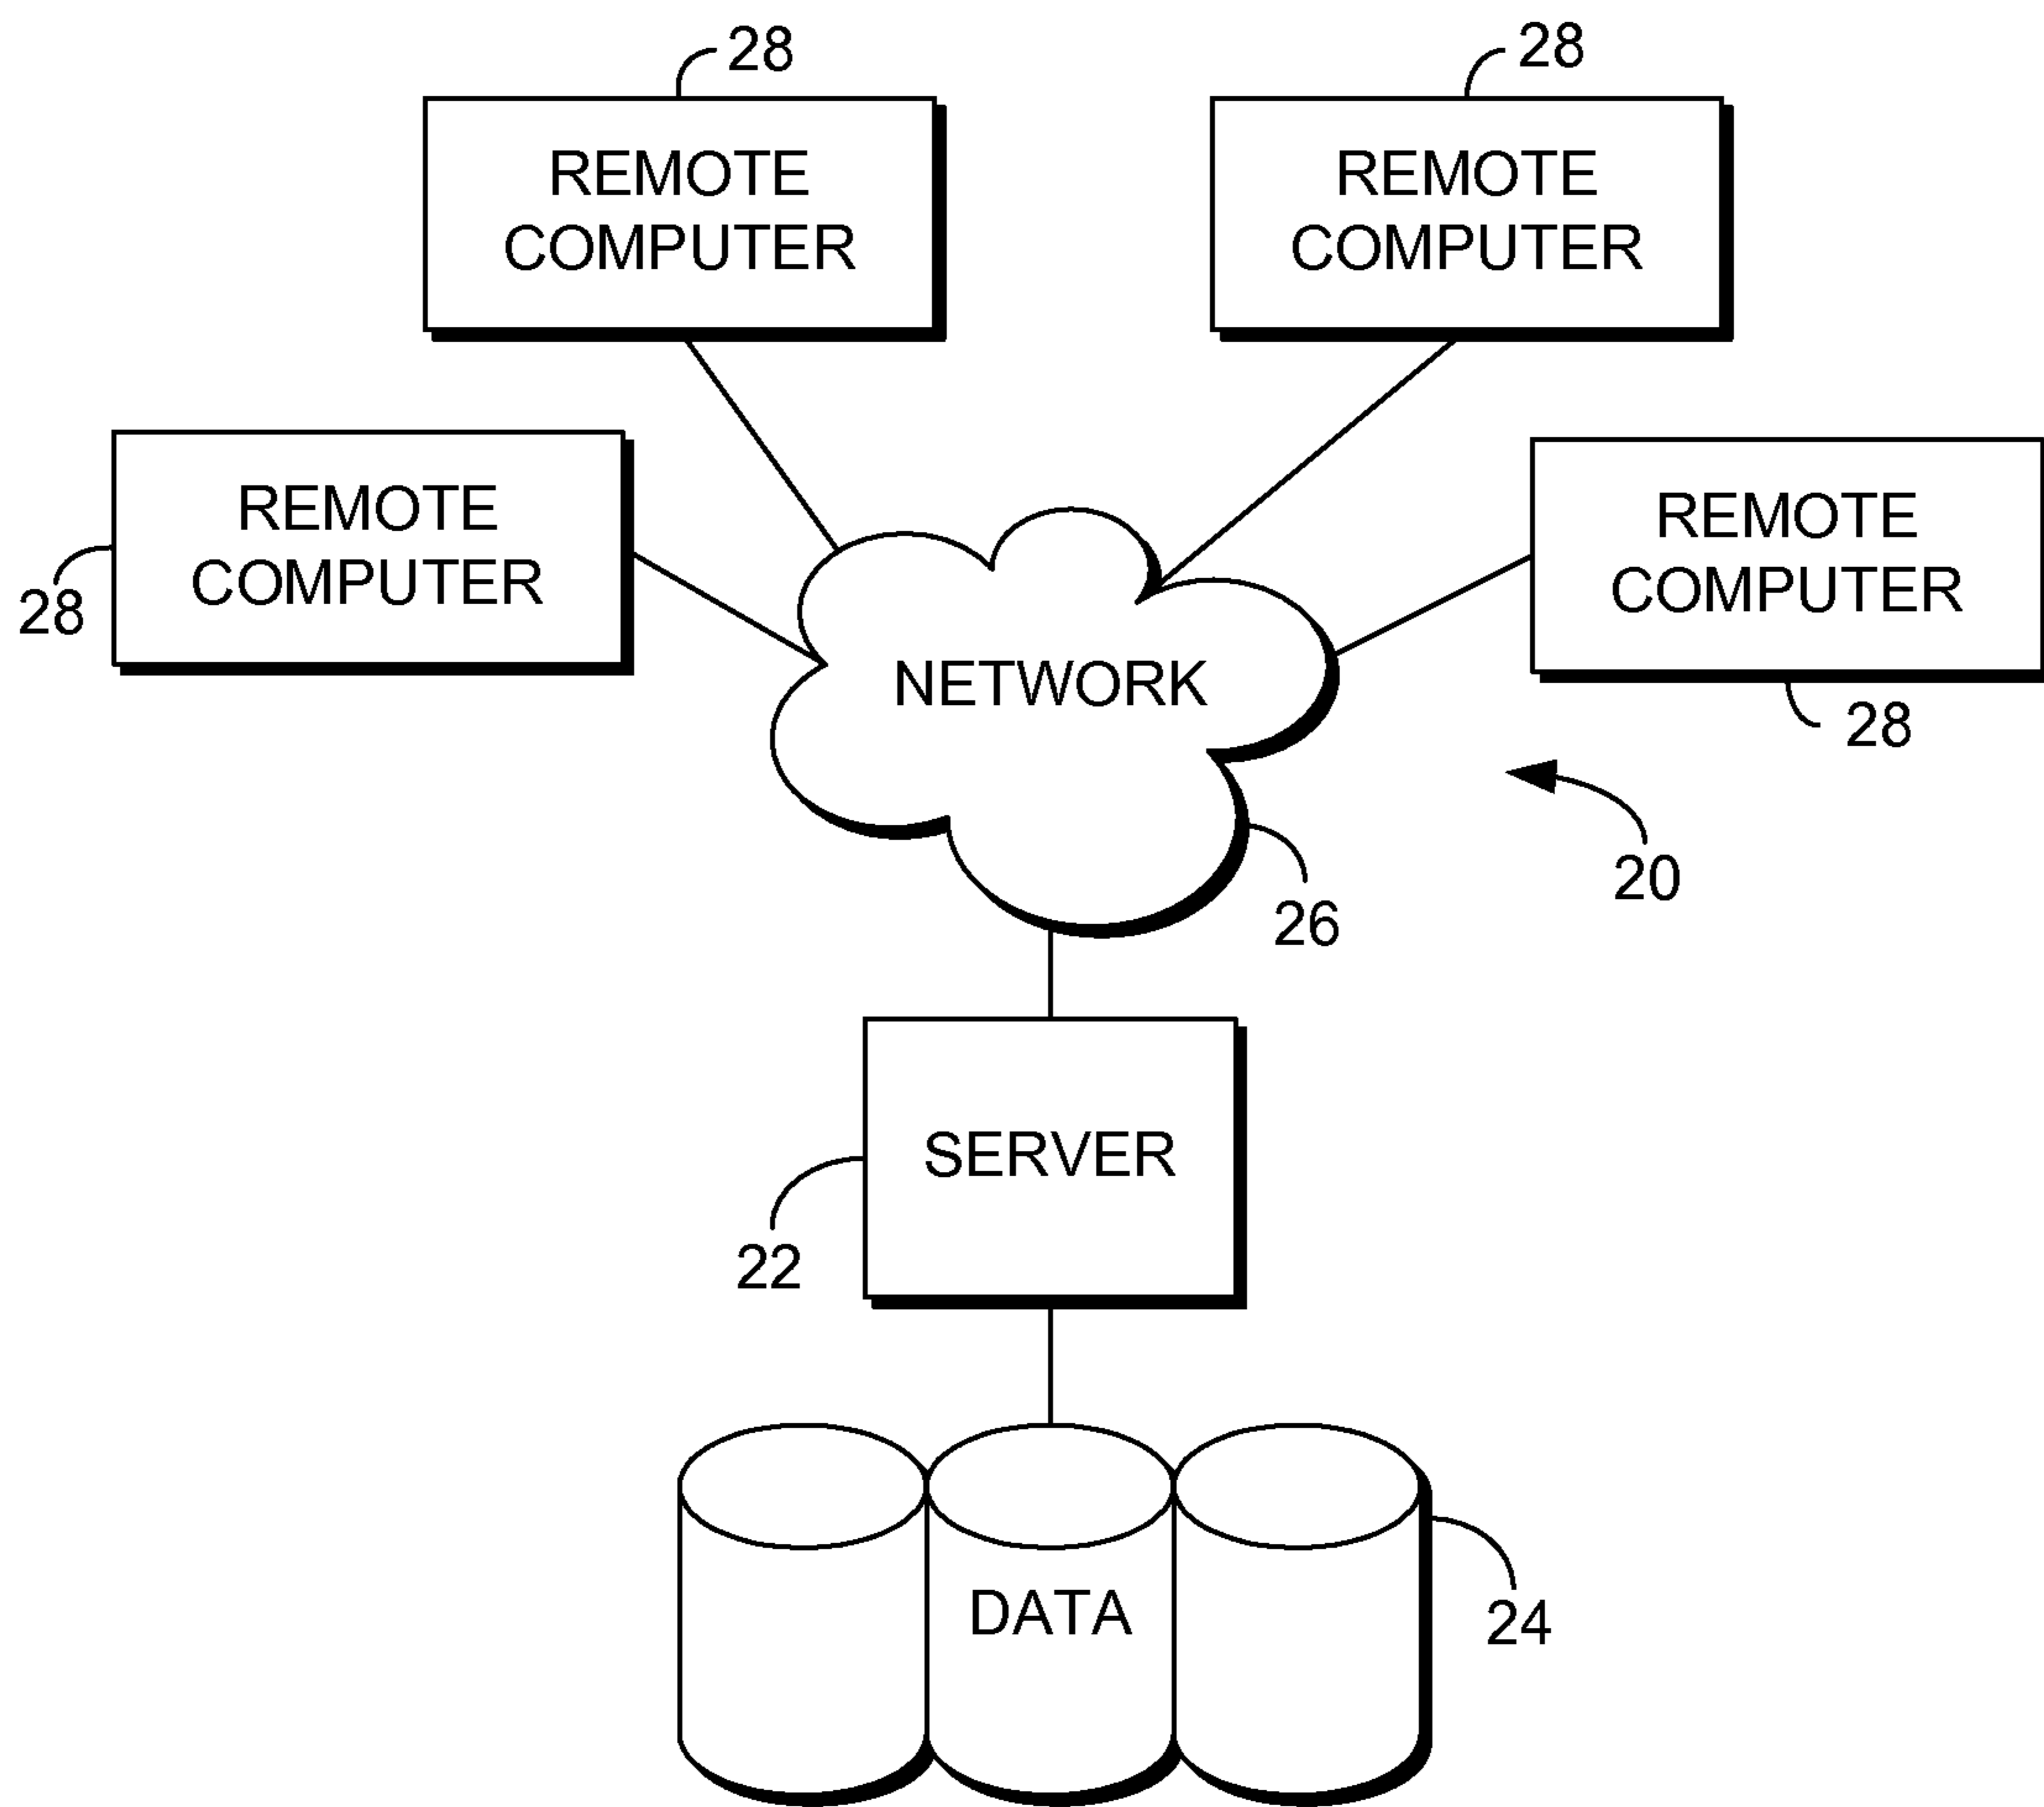 28
28
REMOTE
COMPUTER
REMOTE
COMPUTER
REMOTE
COMPUTER
28
REMOTE
COMPUTER
28
NETWORK
20
26
SERVER
22
DATA
24